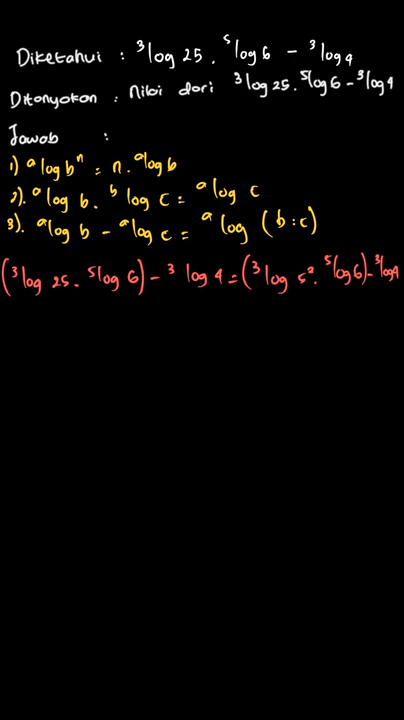 Diketahui : ³log 25 . ⁵log 6 – ³log 4
Ditanyakan : Nilai dari ³log 25 . ⁵log 6 – ³log 4
Jawab :
1) ᵃlog bⁿ = n . ᵃlog b
2). ᵃlog b . ᵇlog c = ᵃlog c
3). ᵃlog b – ᵃlog c = ᵃlog (b : c)
(³log 25 . ⁵log 6) – ³log 4 = (³log 5² . ⁵log 6) – ³log 4